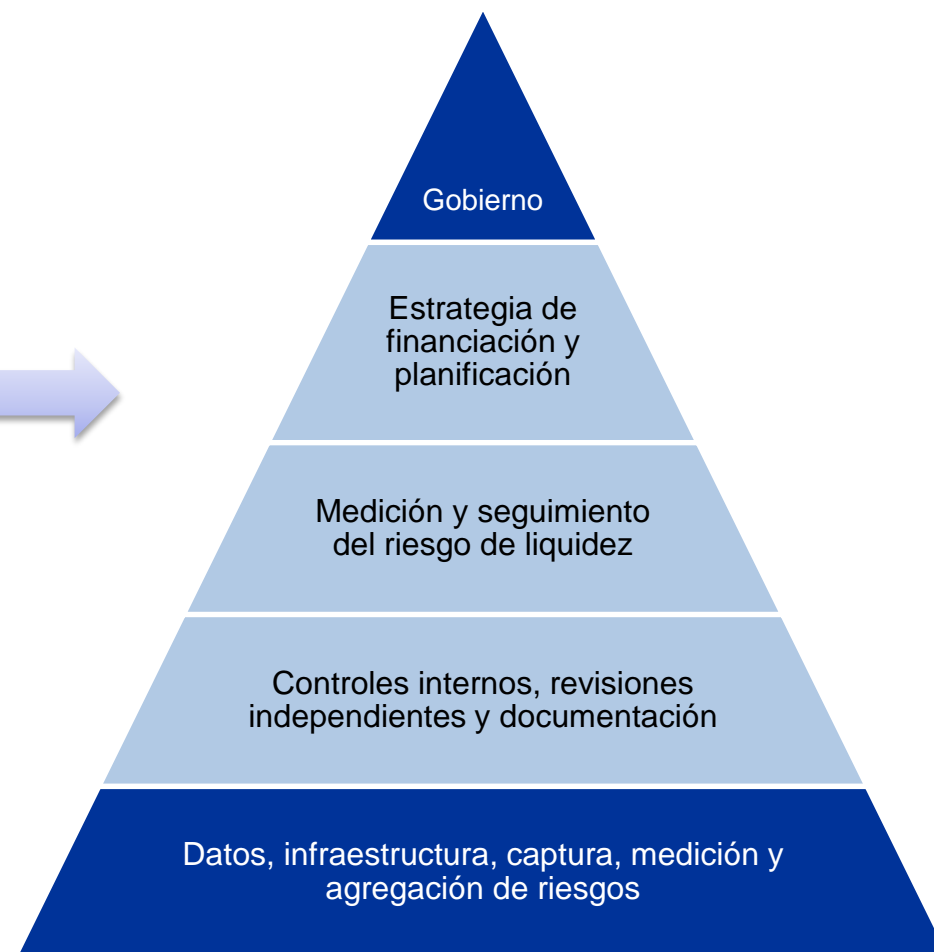 Gobierno
Estrategia de
financiación y
planificación
Medición y seguimiento
del riesgo de liquidez
Controles internos, revisiones
independientes y documentación
Datos, infraestructura, captura, medición y
agregación de riesgos